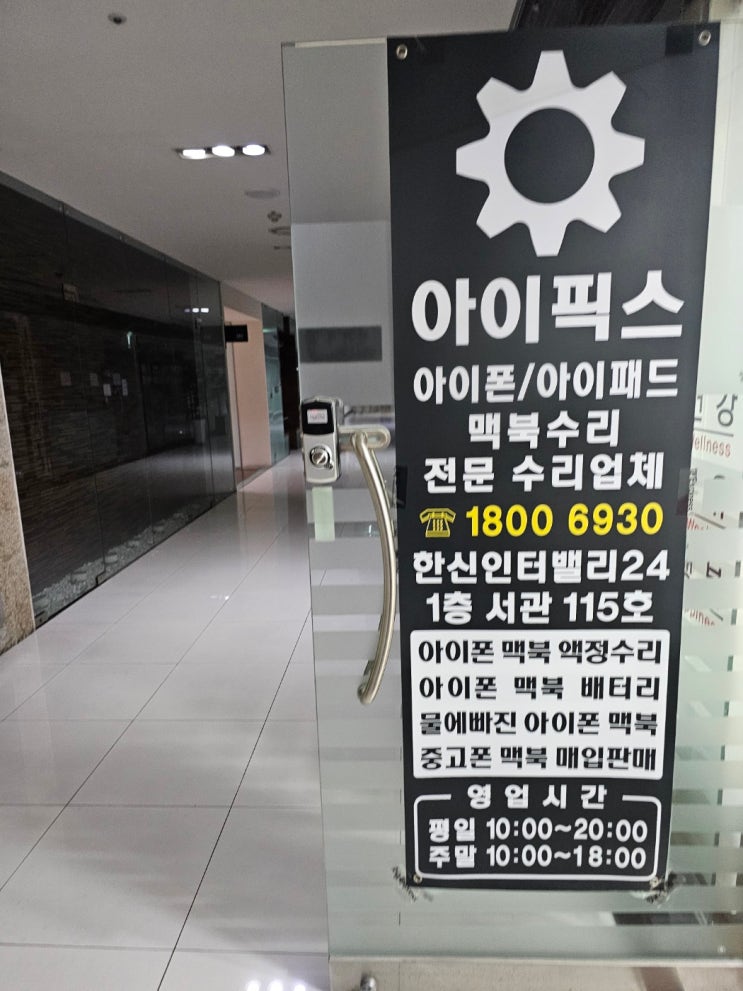 아이픽스
아이폰/아이패드
맥북수리
전문 수리업체
☎ 1800 6930
한신인터밸리24
1층 서관 115호
아이폰 맥북 액정수리
아이폰 맥북 배터리
물에빠진 아이폰 맥북
중고폰 맥북 매입판매
영업시간
평일 10:00~20:00
주말 10:00~18:00
강
ellness